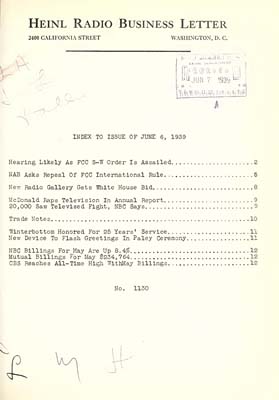 HEINL RADIO BUSINESS LETTER
2400 CALIFORNIA STREET WASHINGTON, D. C.
JUN 7 1939
INDEX TO ISSUE OF JUNE 6, 1939
Hearing Likely As FCC S-W Order Is Assailed....................2
NAB Asks Repeal Of FCC International Rule......................5
New Radio Gallery Gets White House Bid.........................8
McDonald Raps Television In Annual Report......................9
20,000 Saw Televised Fight, NBC Says...........................9
Trade Notes...................................................10
Winterbottom Honored For 25 Years' Service....................11
New Device To Flash Greetings In Paley Ceremony...............11
NBC Billings For May Are Up 8.4%..............................12
Mutual Billings For May $234,764..............................12
CBS Reaches All-Time High WithMay Billings....................12
No. 1130